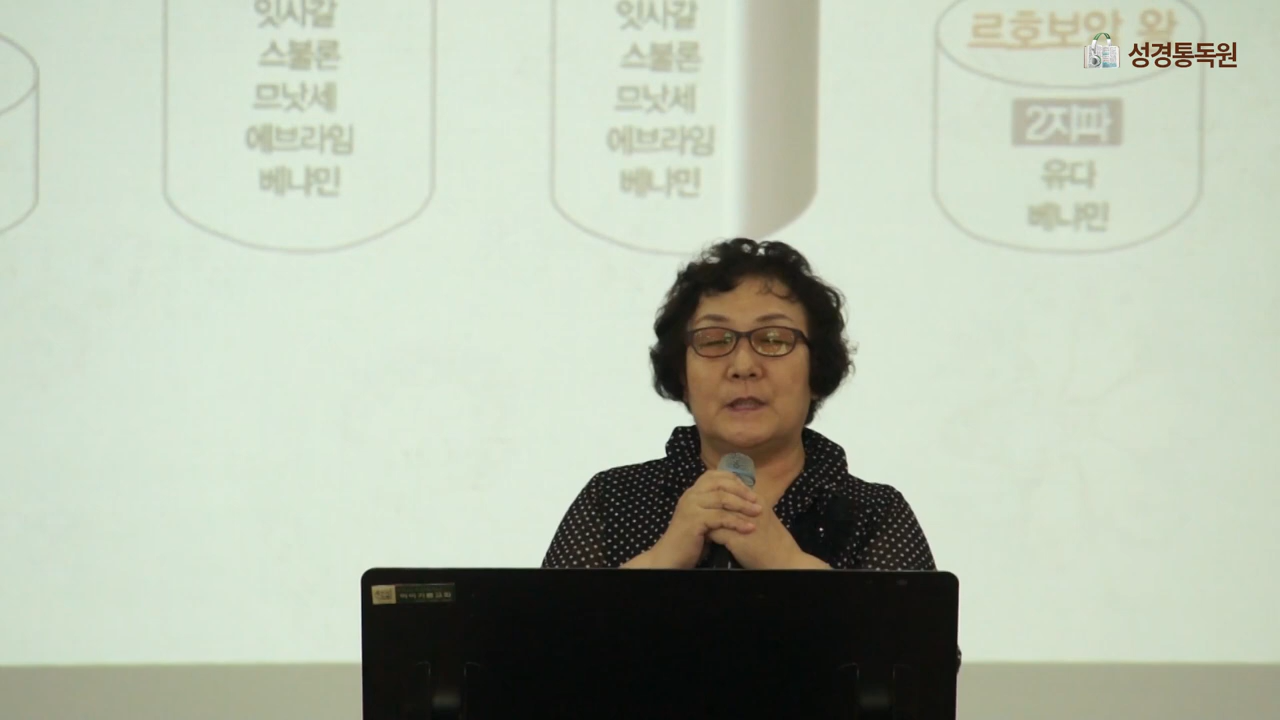 잇사갈
스불론
므낫세
에브라임
베냐민
잇사갈
스불론
므낫세
에브라임
베냐민
르호보암 왕
2지파
유다
베냐민
성경통독원